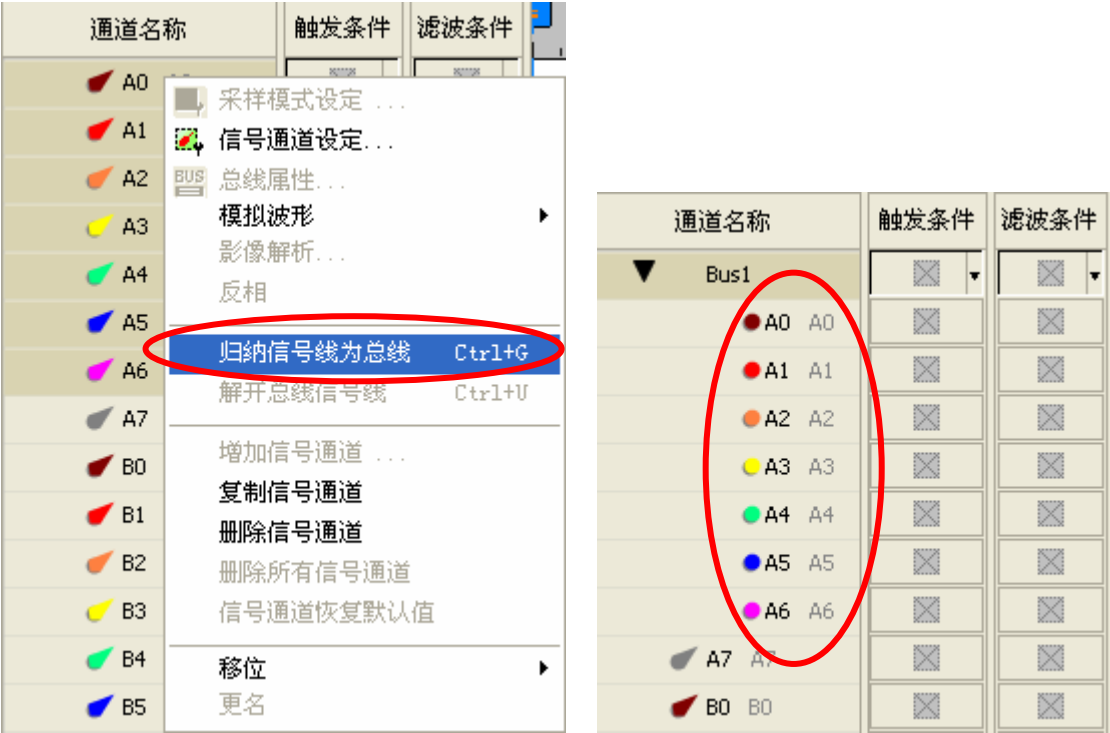 通道名称 触发条件 滤波条件
A0
A1
A2
A3
A4
A5
A6
A7
B0
B1
B2
B3
B4
B5
采样模式设定 ...
信号通道设定...
BUS 总线属性...
模拟波形
影像解析...
反相
归纳信号线为总线 Ctrl+G
解开总线信号线 Ctrl+U
增加信号通道 ...
复制信号通道
删除信号通道
删除所有信号通道
信号通道恢复默认值
移位
更名
通道名称 触发条件 滤波条件
Bus1
A0 A0
A1 A1
A2 A2
A3 A3
A4 A4
A5 A5
A6 A6
A7 A7
B0 B0